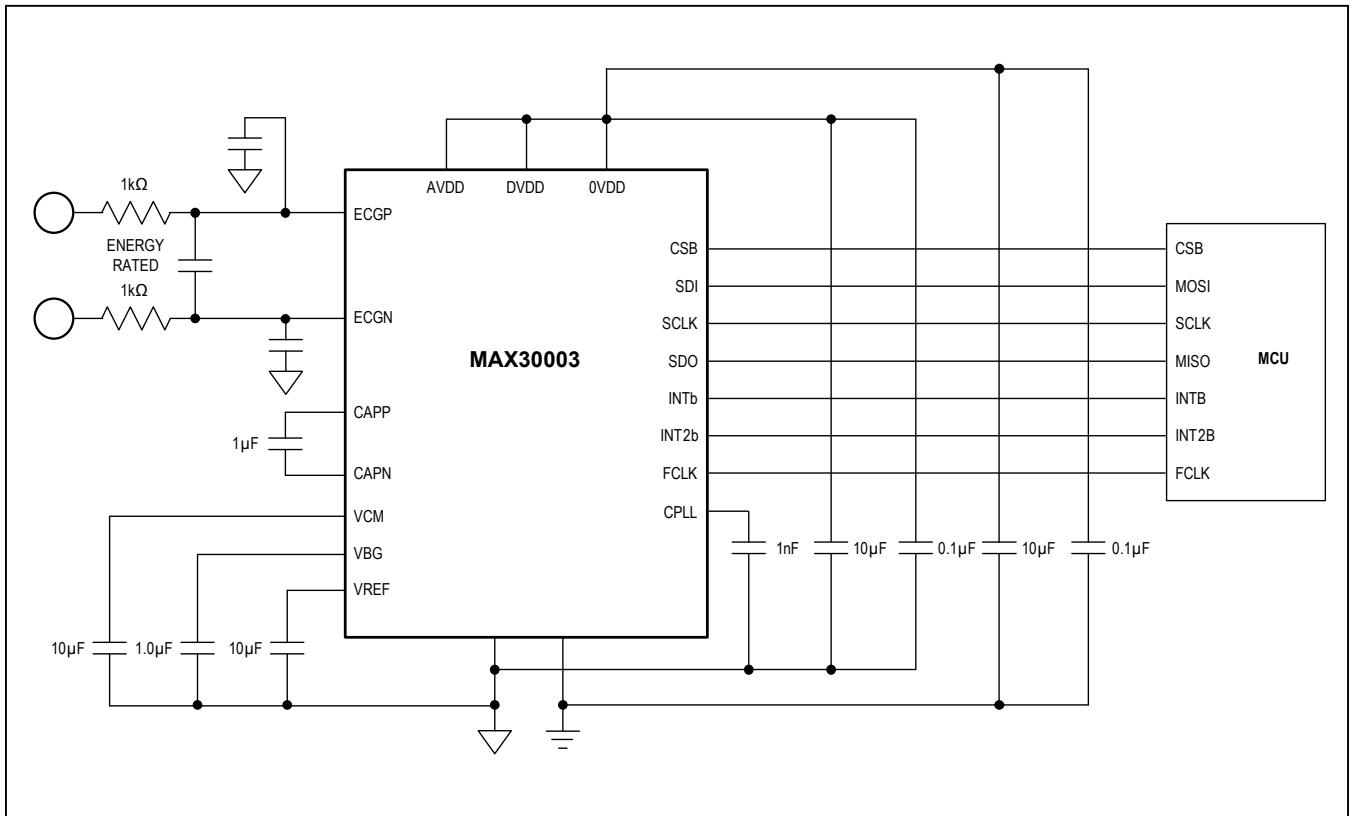 1kΩ
ENERGY
RATED
1kΩ
AVDD
DVDD
0VDD
ECGP
ECGN
CAPP
CAPN
1µF
VCM
VBG
VREF
10µF
1.0µF
10µF
MAX30003
CSB
SDI
SCLK
SDO
INTb
INT2b
FCLK
CPLL
1nF
10µF
0.1µF
10µF
0.1µF
CSB
MOSI
SCLK
MISO
INTB
INT2B
FCLK
MCU